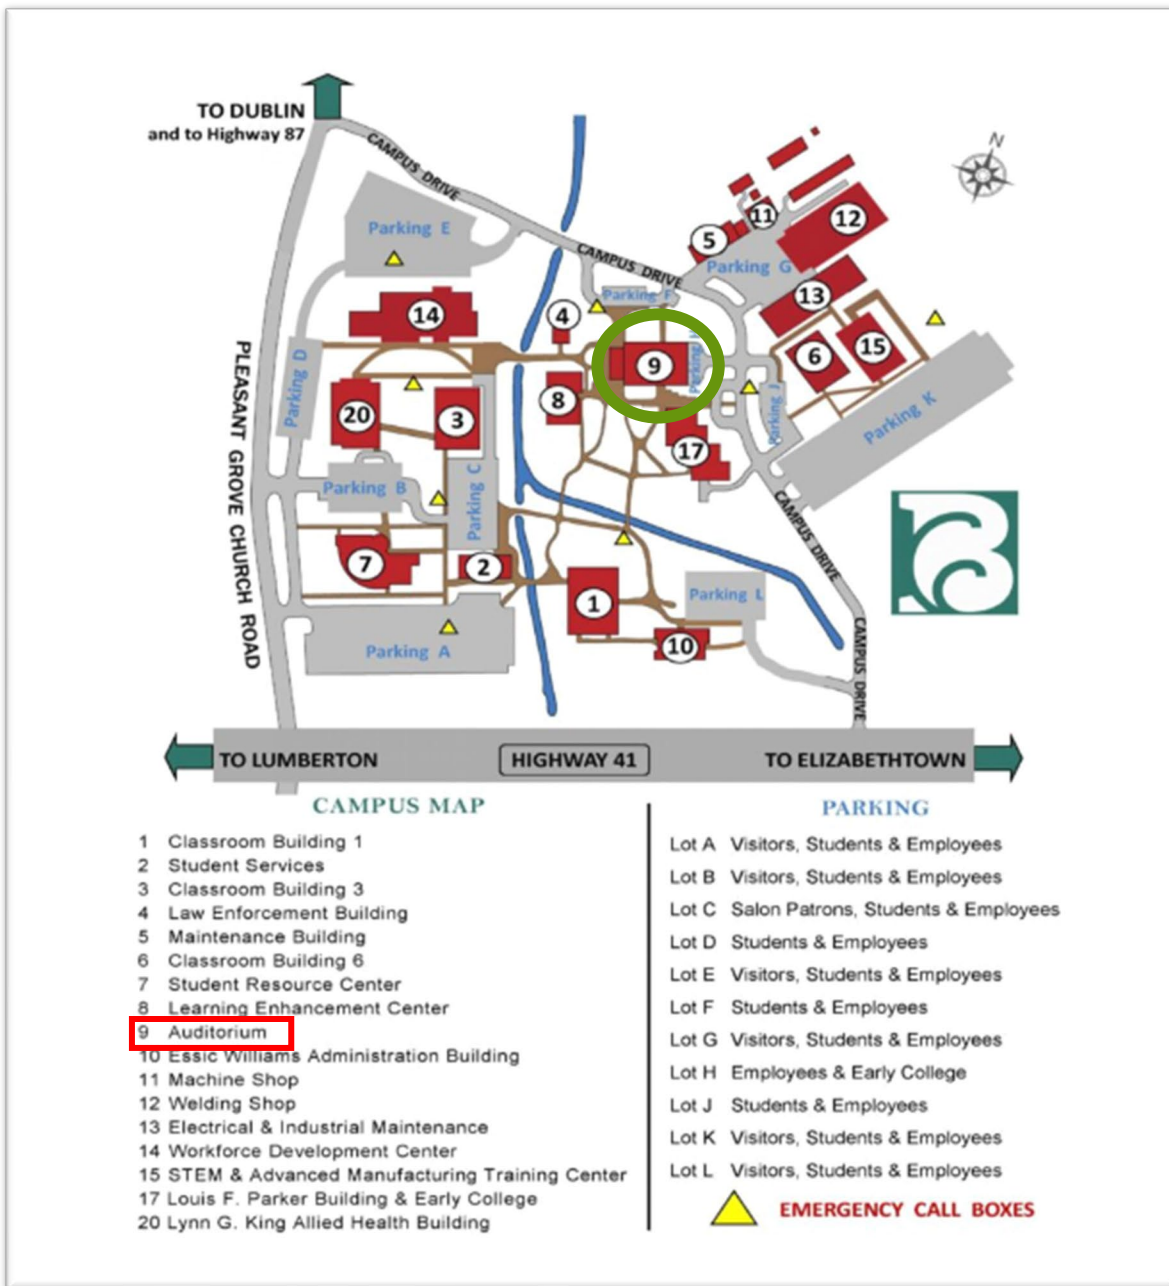 TO DUBLIN
and to Highway 87
CAMPUS DRIVE
N
Parking E
CAMPUS DRIVE
11
12
5
Parking G
Parking F
14
4
13
PLEASANT GROVE CHURCH ROAD
Parking D
9
Parking H
6
15
20
3
8
Parking J
Parking K
17
Parking B
Parking C
CAMPUS DRIVE
7
2
1
Parking L
10
Parking A
CAMPUS DRIVE
TO LUMBERTON
HIGHWAY 41
TO ELIZABETHTOWN
CAMPUS MAP
1 Classroom Building 1
2 Student Services
3 Classroom Building 3
4 Law Enforcement Building
5 Maintenance Building
6 Classroom Building 6
7 Student Resource Center
8 Learning Enhancement Center
9 Auditorium
10 Essic Williams Administration Building
11 Machine Shop
12 Welding Shop
13 Electrical & Industrial Maintenance
14 Workforce Development Center
15 STEM & Advanced Manufacturing Training Center
17 Louis F. Parker Building & Early College
20 Lynn G. King Allied Health Building
PARKING
Lot A Visitors, Students & Employees
Lot B Visitors, Students & Employees
Lot C Salon Patrons, Students & Employees
Lot D Students & Employees
Lot E Visitors, Students & Employees
Lot F Students & Employees
Lot G Visitors, Students & Employees
Lot H Employees & Early College
Lot J Students & Employees
Lot K Visitors, Students & Employees
Lot L Visitors, Students & Employees
EMERGENCY CALL BOXES